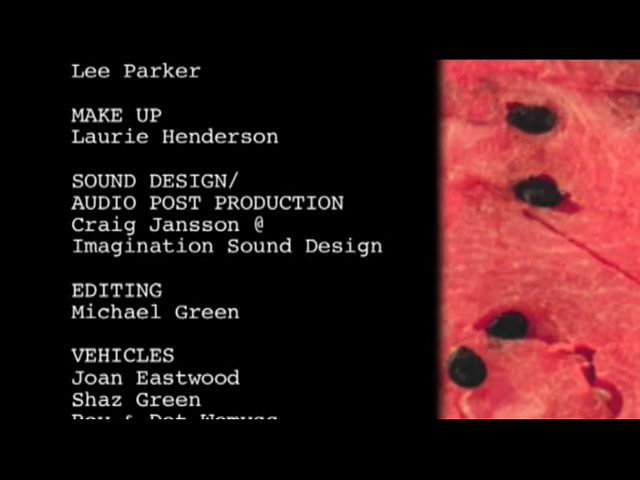 Lee Parker
MAKE UP
Laurie Henderson
SOUND DESIGN/
AUDIO POST PRODUCTION
Craig Jansson @
Imagination Sound Design
EDITING
Michael Green
VEHICLES
Joan Eastwood
Shaz Green